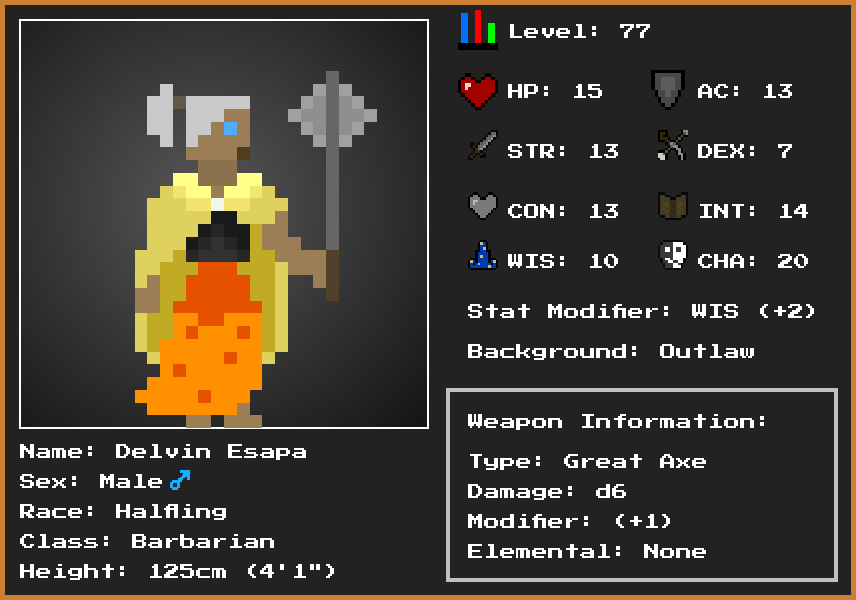 Level: 77
HP: 15 AC: 13
STR: 13 DEX: 7
CON: 13 INT: 14
WIS: 10 CHA: 20
Stat Modifier: WIS (+2)
Background: Outlaw
Weapon Information:
Type: Great Axe
Damage: d6
Modifier: (+1)
Elemental: None
Name: Delvin Esapa
Sex: Male ♂
Race: Halfling
Class: Barbarian
Height: 125cm (4'1")